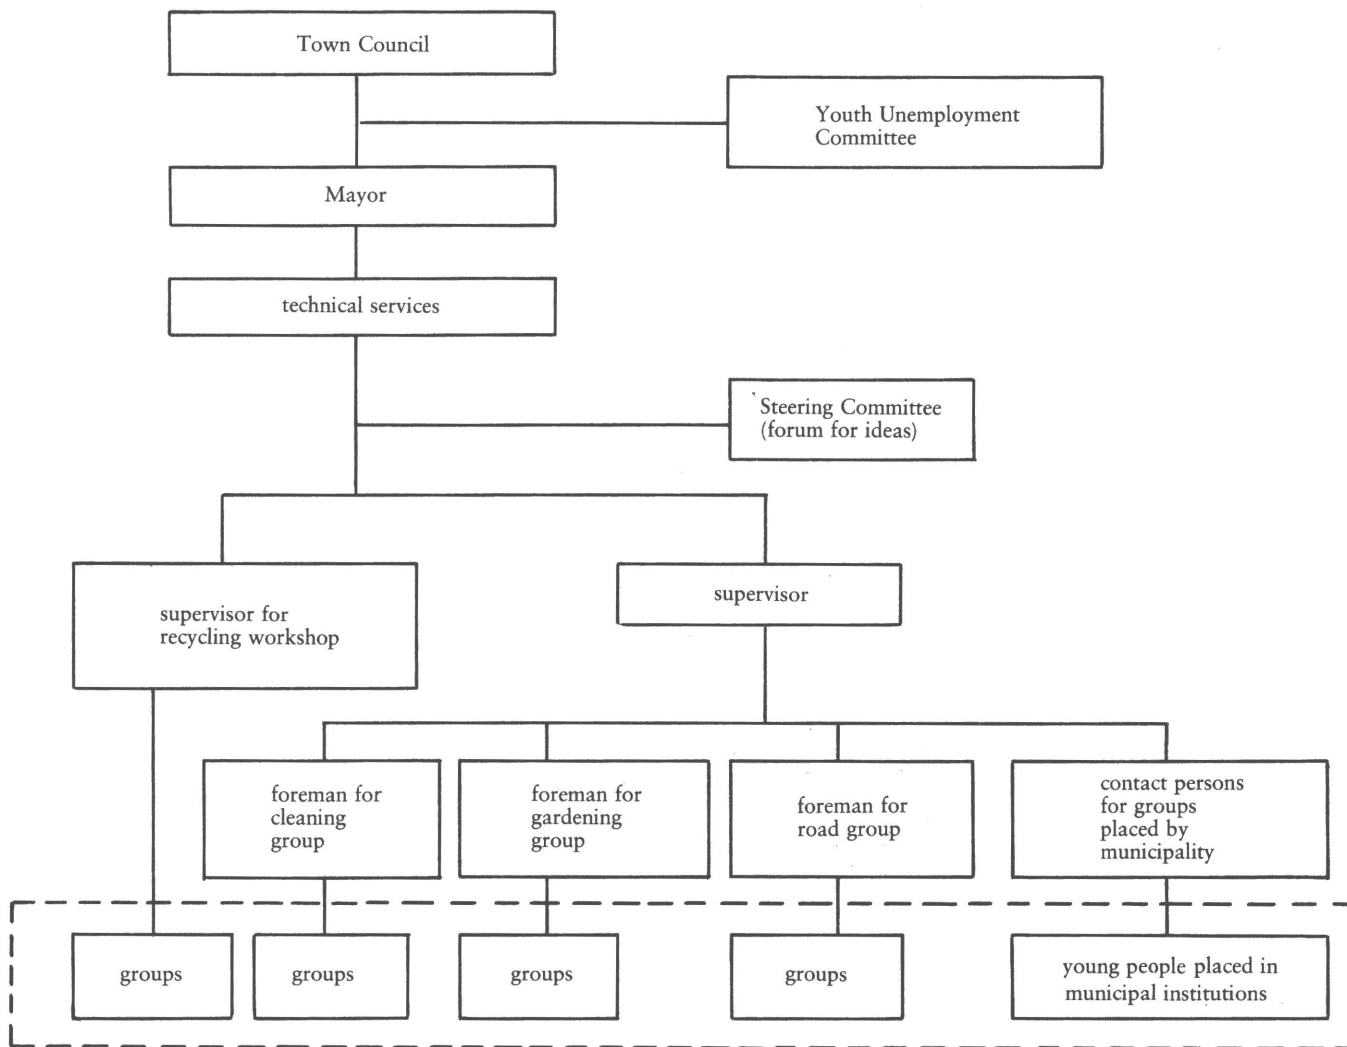 Town Council
Youth Unemployment
Committee
Mayor
technical services
Steering Committee
(forum for ideas)
supervisor for
recycling workshop
supervisor
foreman for
cleaning
group
foreman for
gardening
group
foreman for
road group
contact persons
for groups
placed by
municipality
groups
groups
groups
groups
young people placed in
municipal institutions